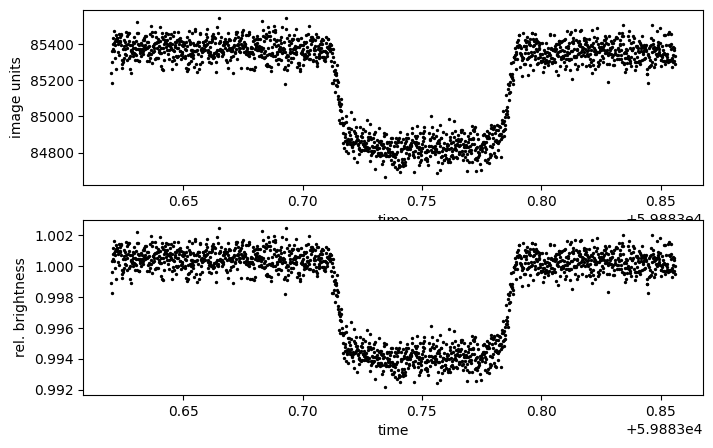 85400
85200
85000
84800
image units
0.65 0.70 0.75 0.80 0.85
time
+5.9883e4
1.002
1.000
0.998
0.996
0.994
0.992
rel. brightness
0.65 0.70 0.75 0.80 0.85
time
+5.9883e4